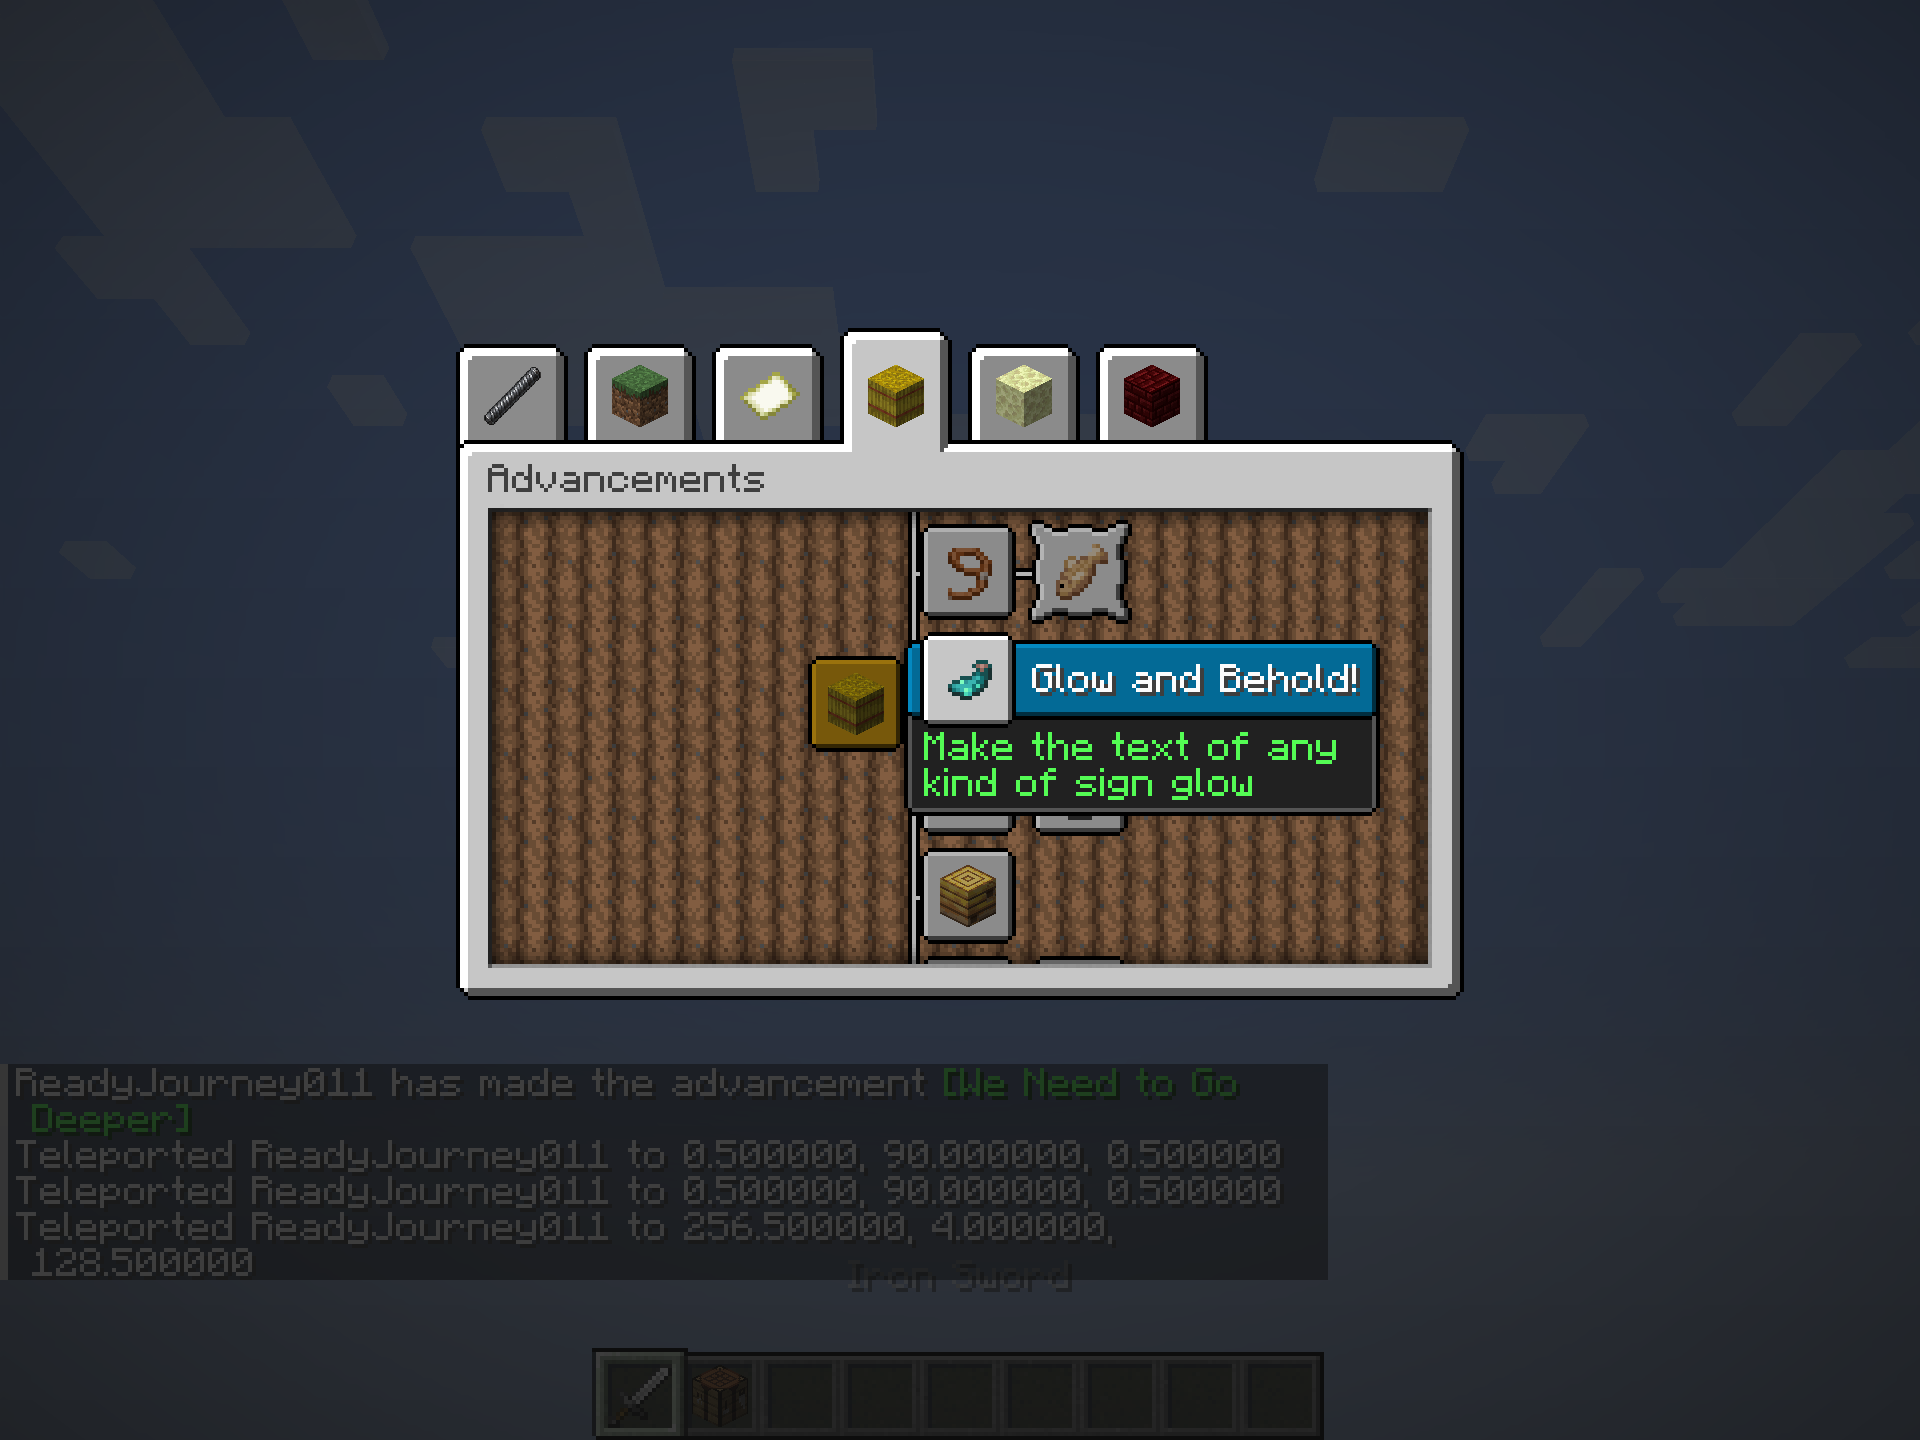 Advancements
Glow and Behold!
Make the text of any
kind of sign glow
ReadyJourney011 has made the advancement [We Need to Go
Deeper]
Teleported ReadyJourney011 to 0.500000, 90.000000, 0.500000
Teleported ReadyJourney011 to 0.500000, 90.000000, 0.500000
Teleported ReadyJourney011 to 256.500000, 4.000000,
128.500000
Iron Sword